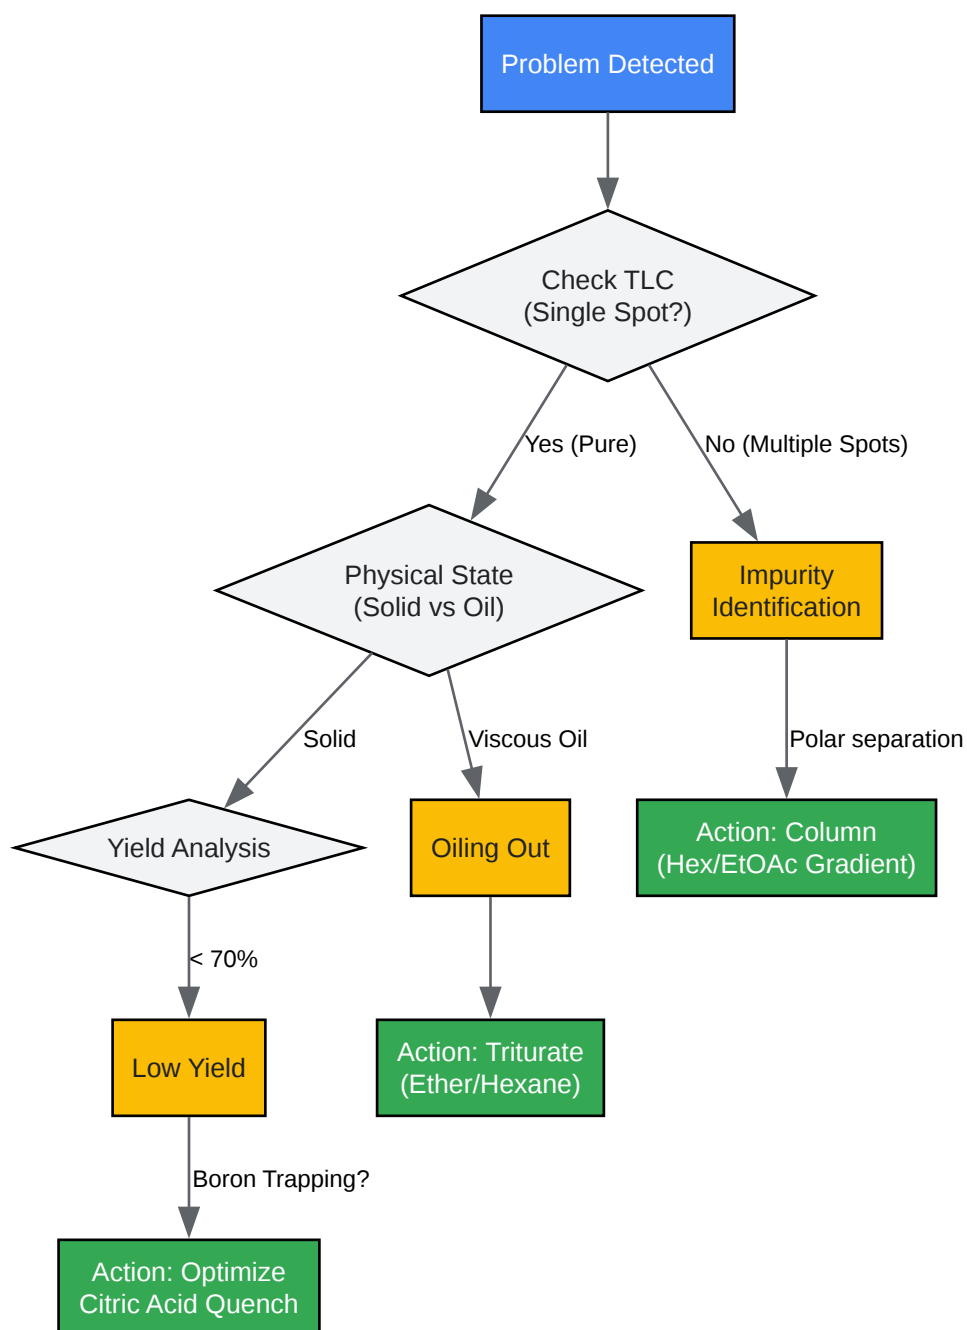 Problem Detected
Check TLC
(Single Spot?)
Yes (Pure)
No (Multiple Spots)
Physical State
(Solid vs Oil)
Impurity
Identification
Solid
Viscous Oil
Polar separation
Yield Analysis
Oiling Out
Action: Column
(Hex/EtOAc Gradient)
< 70%
Low Yield
Action: Triturate
(Ether/Hexane)
Boron Trapping?
Action: Optimize
Citric Acid Quench